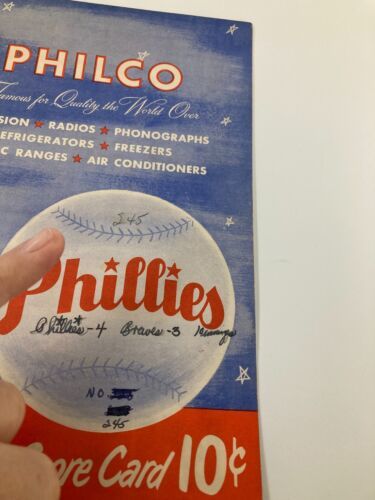 PHILCO
Famous for Quality the World Over
SION ★ RADIOS ★ PHONOGRAPHS
EFRIGERATORS ★ FREEZERS
C RANGES ★ AIR CONDITIONERS
245
Phillies
Phillies-4 Braves-3
NO.
245
ore Card 10¢